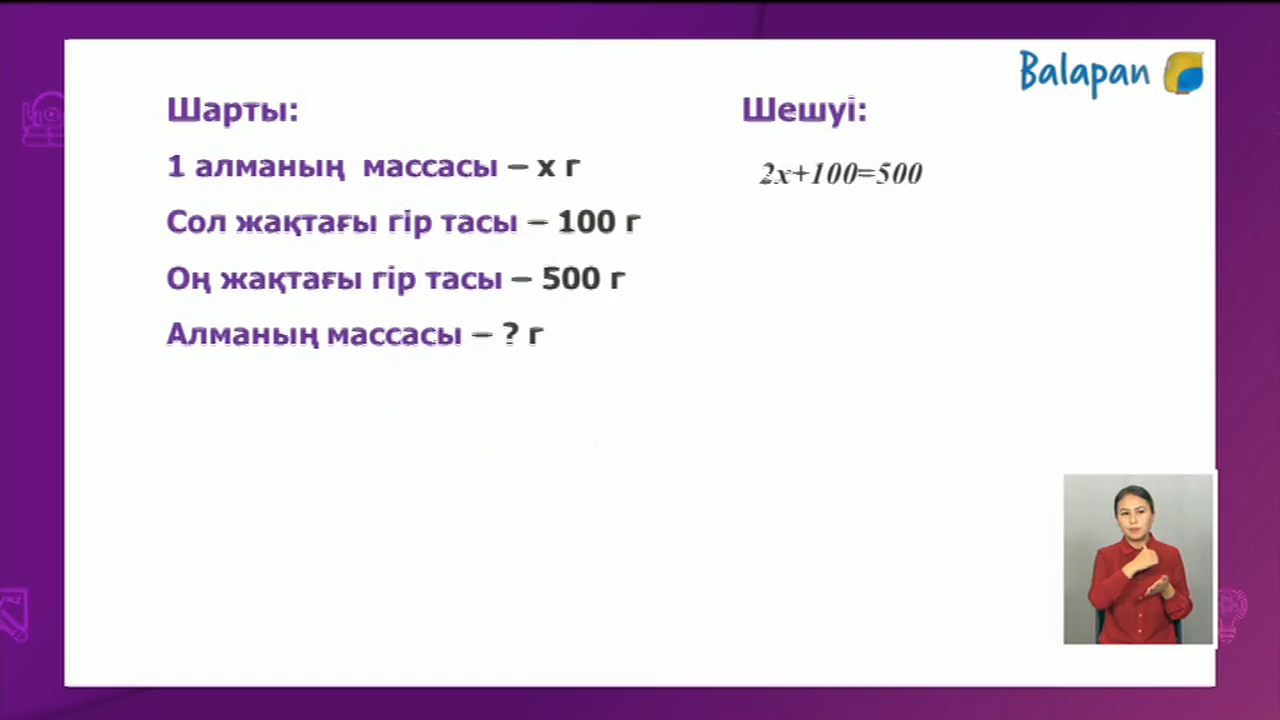 Balapan
Шарты:
1 алманың массасы – х г
Сол жақтағы гір тасы – 100 г
Оң жақтағы гір тасы – 500 г
Алманың массасы – ? г
Шешуі:
2x+100=500